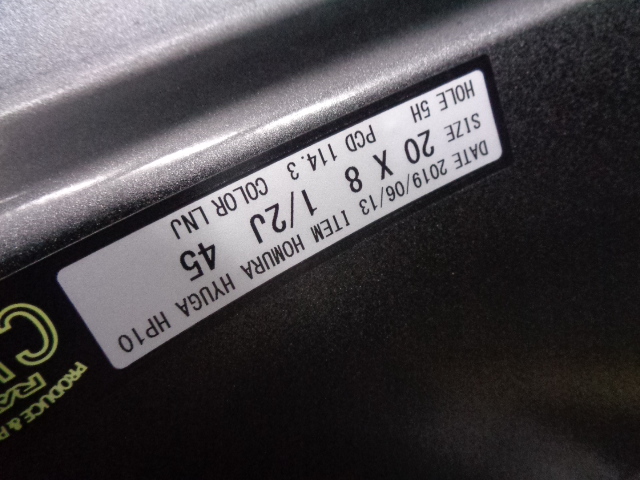 DATE 2019/06/13 ITEM HOMURA HYUGA HP10
SIZE 20 X 8 1/2J 45
HOLE 5H PCD 114.3 COLOR LNJ
PRODUCE &